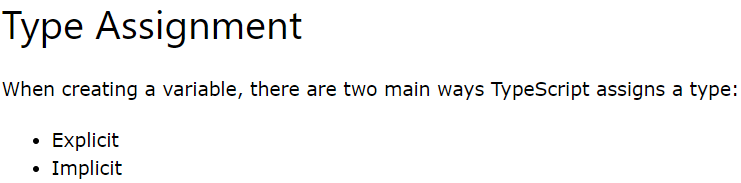 Type Assignment
When creating a variable, there are two main ways TypeScript assigns a type:
• Explicit
• Implicit